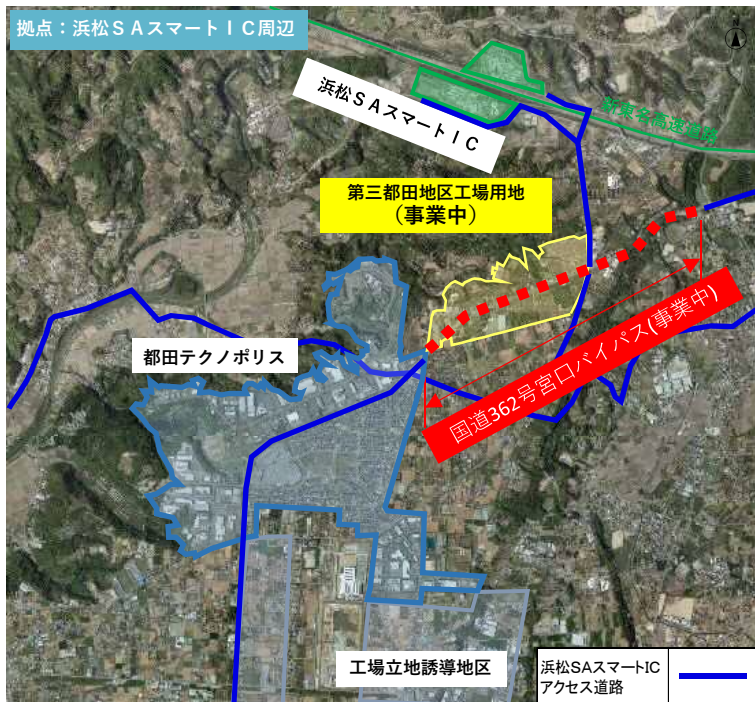 拠点：浜松ＳＡスマートＩＣ周辺
浜松ＳＡスマートＩＣ
新東名高速道路
第三都田地区工場用地
（事業中）
都田テクノポリス
国道362号宮口バイパス(事業中)
工場立地誘導地区
浜松SAスマートIC
アクセス道路